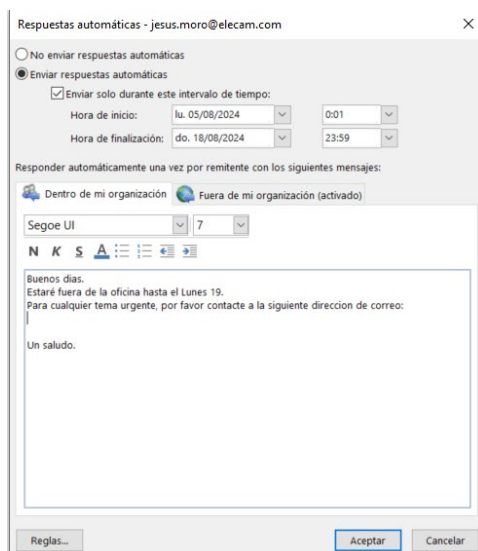 Respuestas automáticas - jesus.moro@elecam.com
No enviar respuestas automáticas
Enviar respuestas automáticas
Enviar solo durante este intervalo de tiempo:
Hora de inicio: lu. 05/08/2024 0:01
Hora de finalización: do. 18/08/2024 23:59
Responder automáticamente una vez por remitente con los siguientes mensajes:
Dentro de mi organización Fuera de mi organización (activado)
Segoe UI 7
N K S A
Buenos dias.
Estaré fuera de la oficina hasta el Lunes 19.
Para cualquier tema urgente, por favor contacte a la siguiente direccion de correo:
Un saludo.
Reglas... Aceptar Cancelar